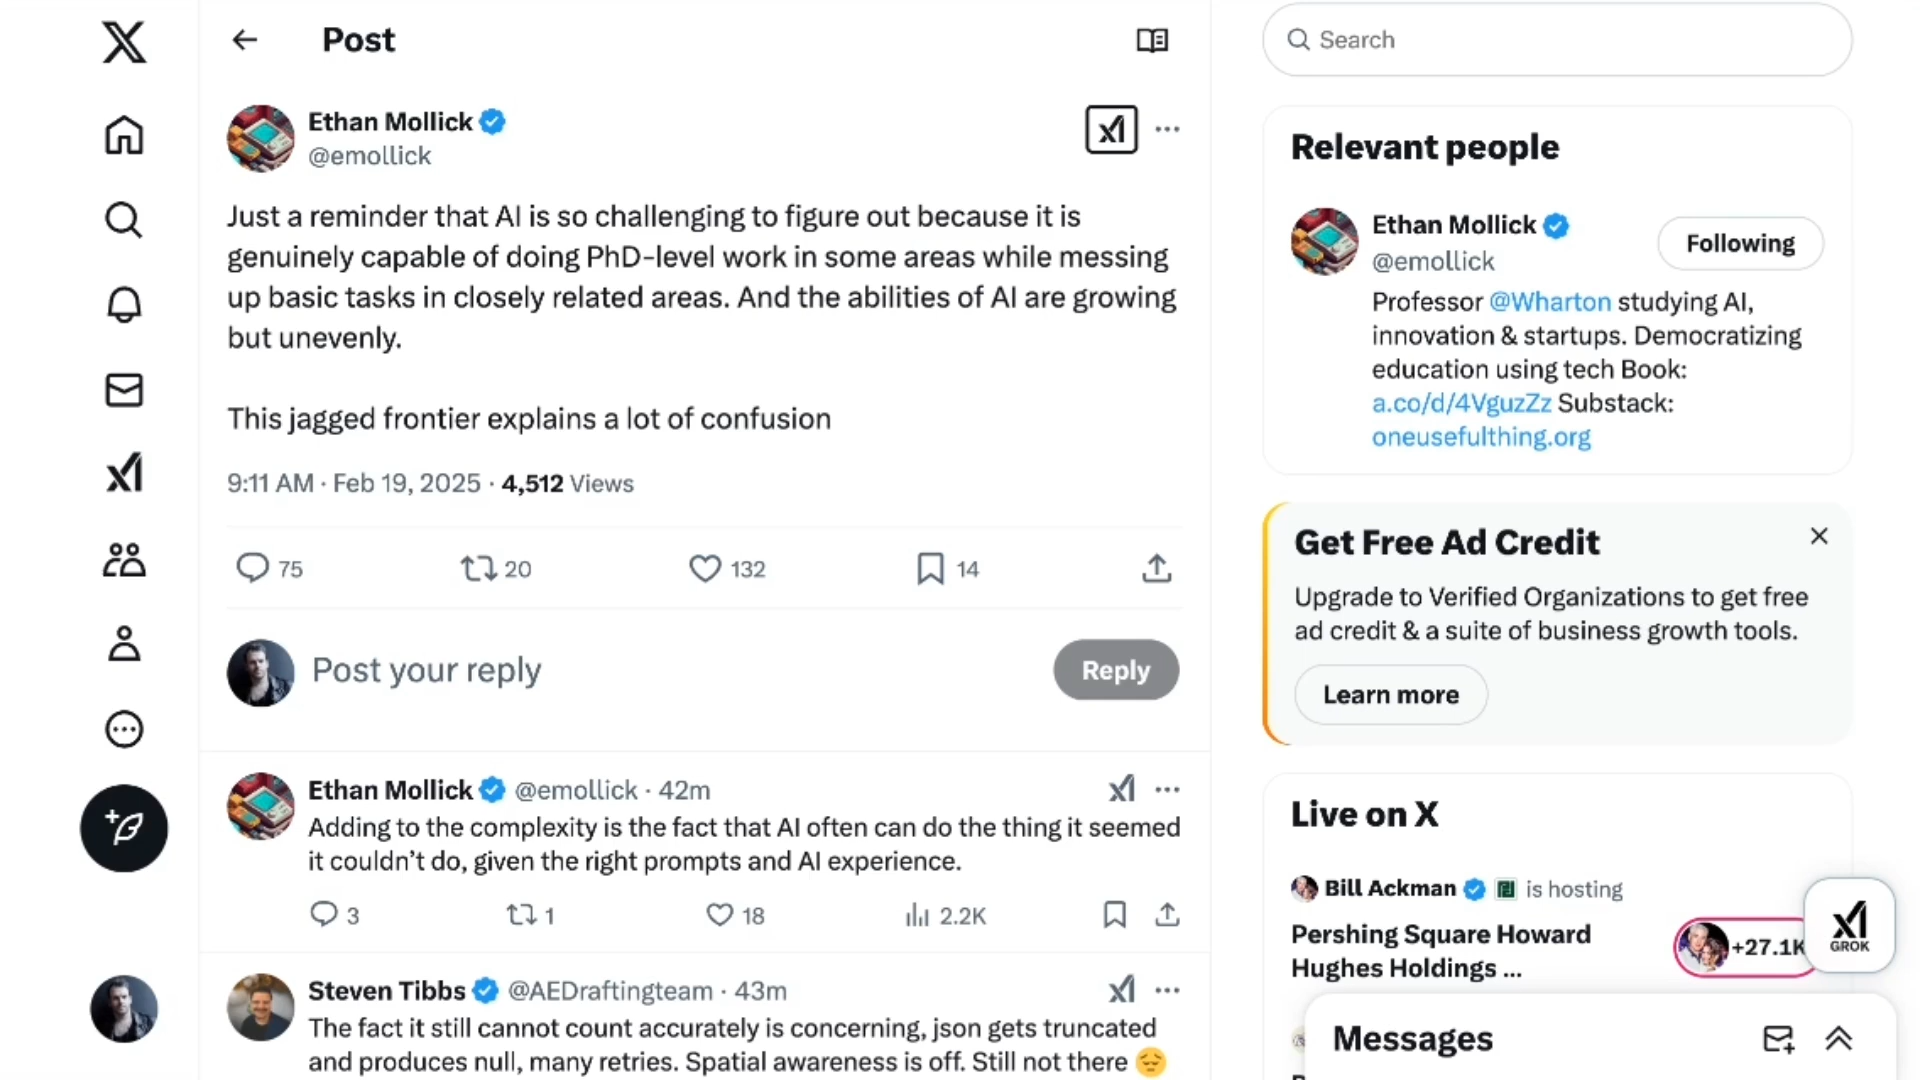 Post
Ethan Mollick
@emollick
Just a reminder that AI is so challenging to figure out because it is
genuinely capable of doing PhD-level work in some areas while messing
up basic tasks in closely related areas. And the abilities of AI are growing
but unevenly.
This jagged frontier explains a lot of confusion
9:11 AM · Feb 19, 2025 · 4,512 Views
75 20 132 14
Post your reply
Reply
Ethan Mollick @emollick · 42m
Adding to the complexity is the fact that AI often can do the thing it seemed
it couldn't do, given the right prompts and AI experience.
3 1 18 2.2K
Steven Tibbs @AEDraftingteam · 43m
The fact it still cannot count accurately is concerning, json gets truncated
and produces null, many retries. Spatial awareness is off. Still not there 😔
Search
Relevant people
Ethan Mollick
@emollick
Following
Professor @Wharton studying AI,
innovation & startups. Democratizing
education using tech Book:
a.co/d/4VguzZz Substack:
oneusefulthing.org
Get Free Ad Credit
Upgrade to Verified Organizations to get free
ad credit & a suite of business growth tools.
Learn more
Live on X
Bill Ackman is hosting
Pershing Square Howard
Hughes Holdings ...
+27.1K
GROK
Messages